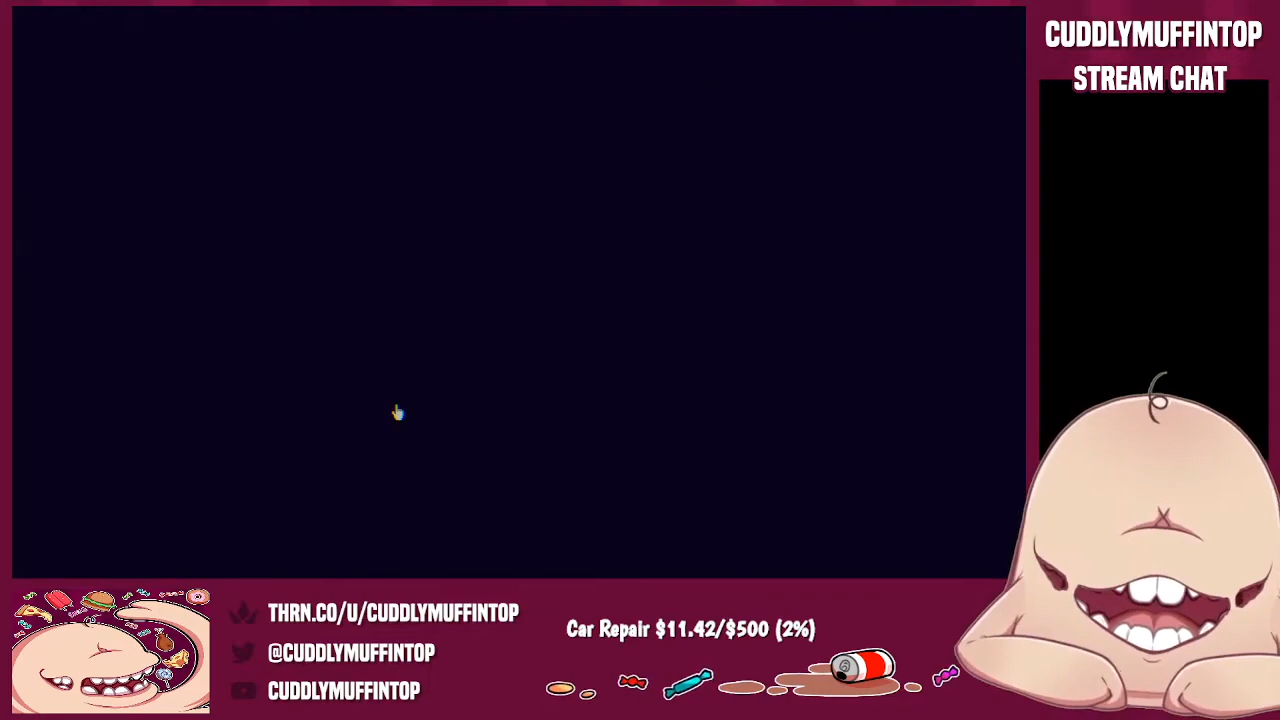 CUDDLYMUFFINTOP
STREAM CHAT
THRN.CO/U/CUDDLYMUFFINTOP
@CUDDLYMUFFINTOP
CUDDLYMUFFINTOP
Car Repair $11.42/$500 (2%)